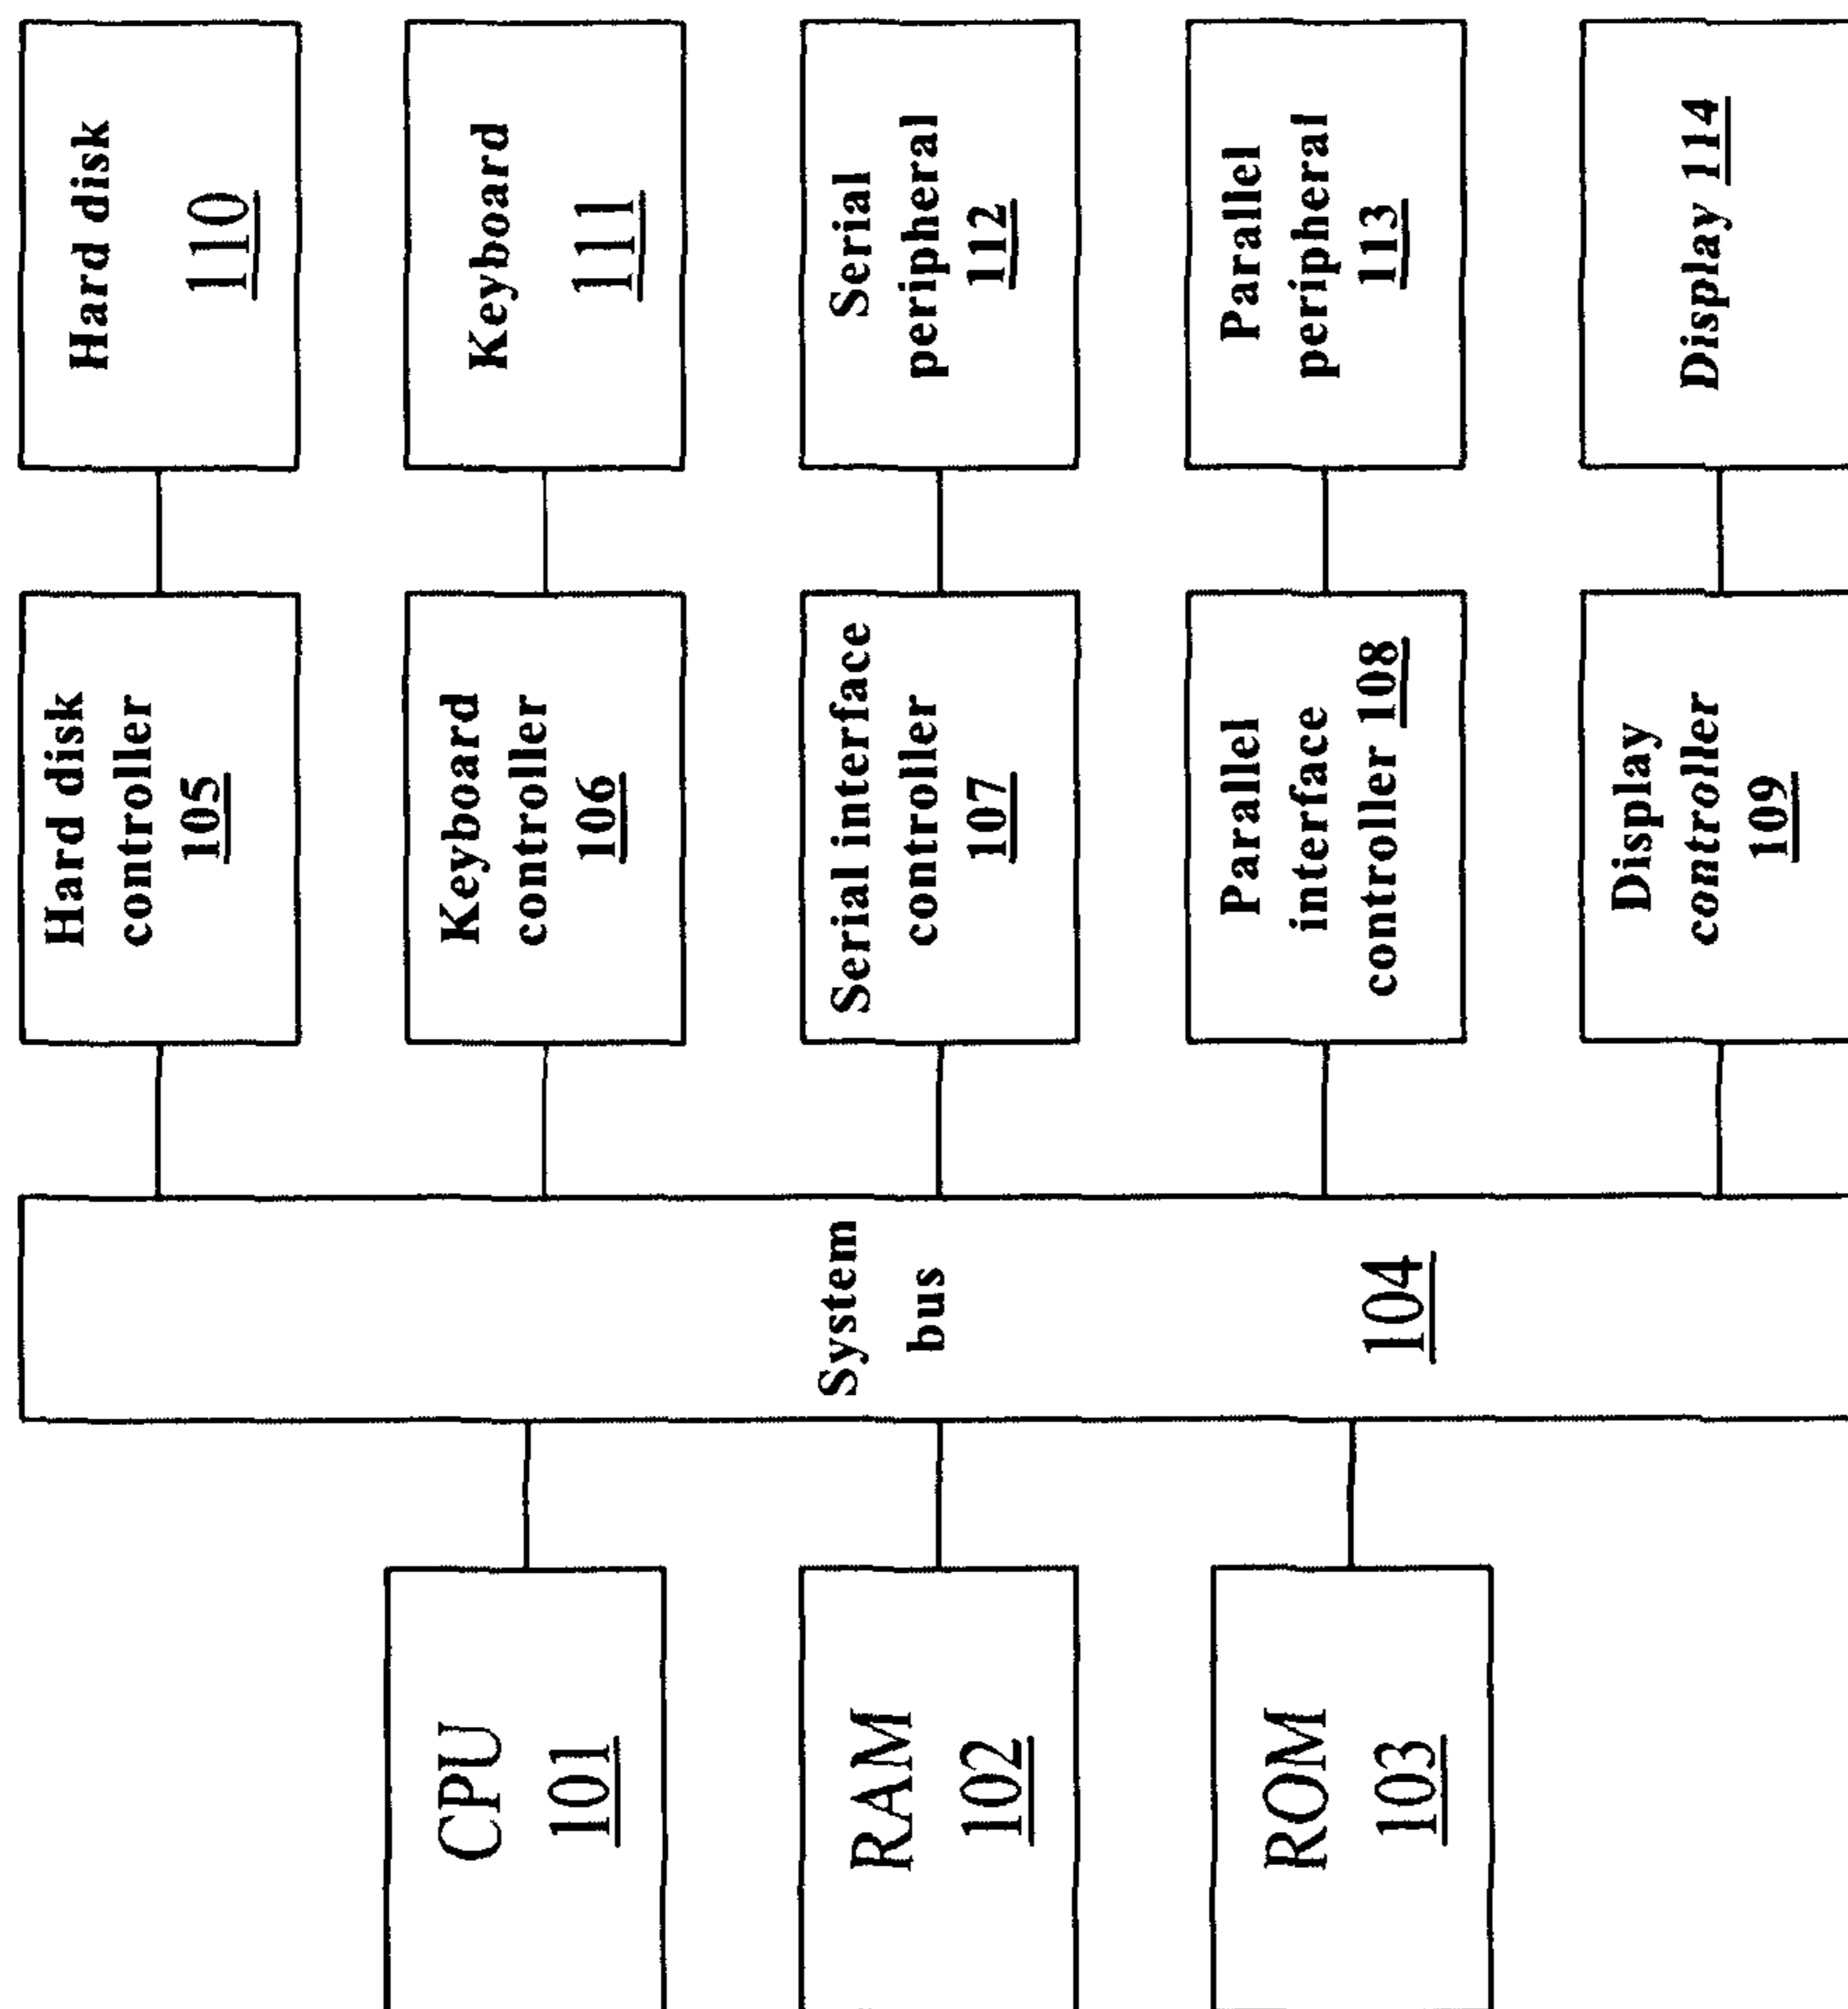 CPU
101
RAM
102
ROM
103
System
bus
104
Hard disk
controller
105
Keyboard
controller
106
Serial interface
controller
107
Parallel
interface
controller 108
Display
controller
109
Hard disk
110
Keyboard
111
Serial
peripheral
112
Parallel
peripheral
113
Display 114